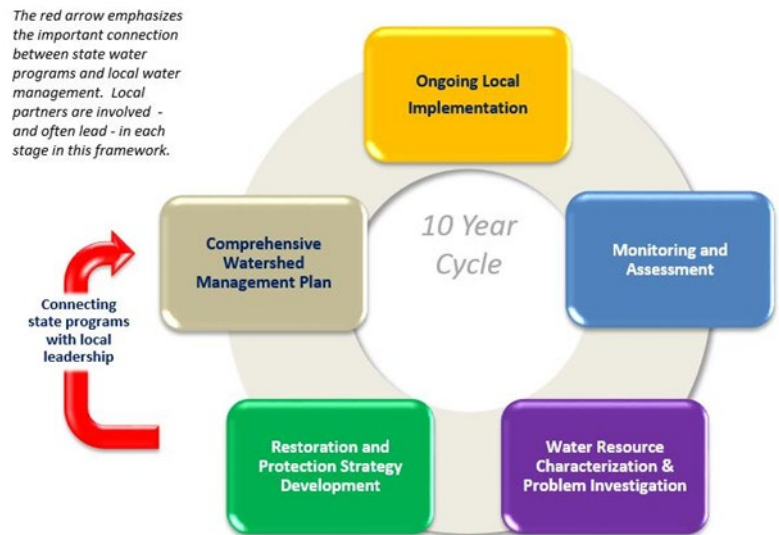 The red arrow emphasizes
the important connection
between state water
programs and local water
management.  Local
partners are involved  -
and often lead - in each
stage in this framework.
Ongoing Local
Implementation
10 Year
Cycle
Monitoring and
Assessment
Water Resource
Characterization &
Problem Investigation
Restoration and
Protection Strategy
Development
Comprehensive
Watershed
Management Plan
Connecting
state programs
with local
leadership